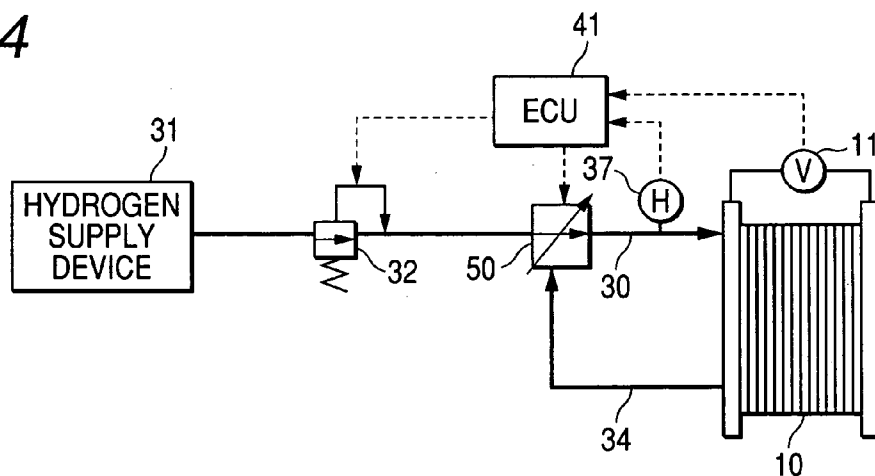 4
41
ECU
31
HYDROGEN
SUPPLY
DEVICE
37
H
V
11
32
50
30
34
10